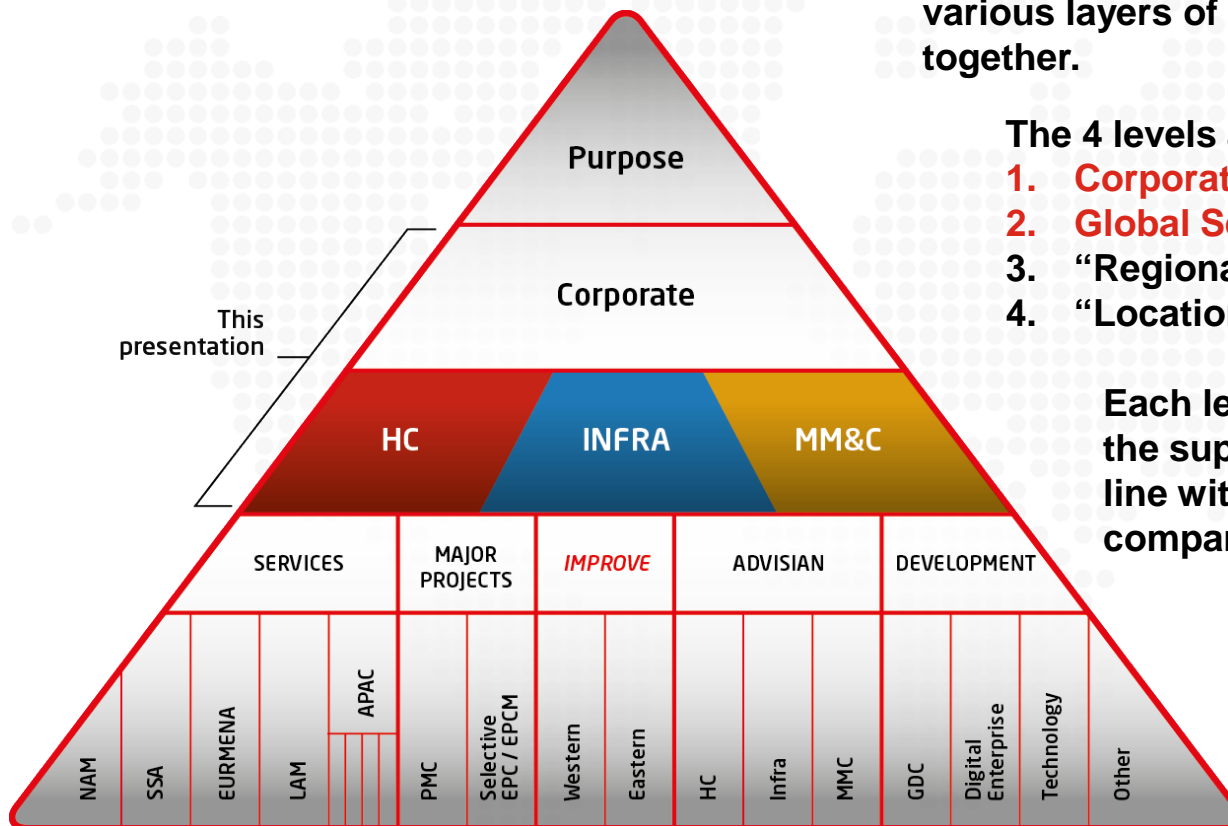 various layers of
together.
The 4 levels
1. Corporat
2. Global S
3. “Regiona
4. “Location
Each le
the sup
line wit
compar
Purpose
Corporate
This
presentation
HC
INFRA
MM&C
SERVICES
MAJOR
PROJECTS
IMPROVE
ADVISIAN
DEVELOPMENT
NAM
SSA
EURMENA
LAM
APAC
PMC
Selective
EPC / EPCM
Western
Eastern
HC
Infra
MMC
GDC
Digital
Enterprise
Technology
Other